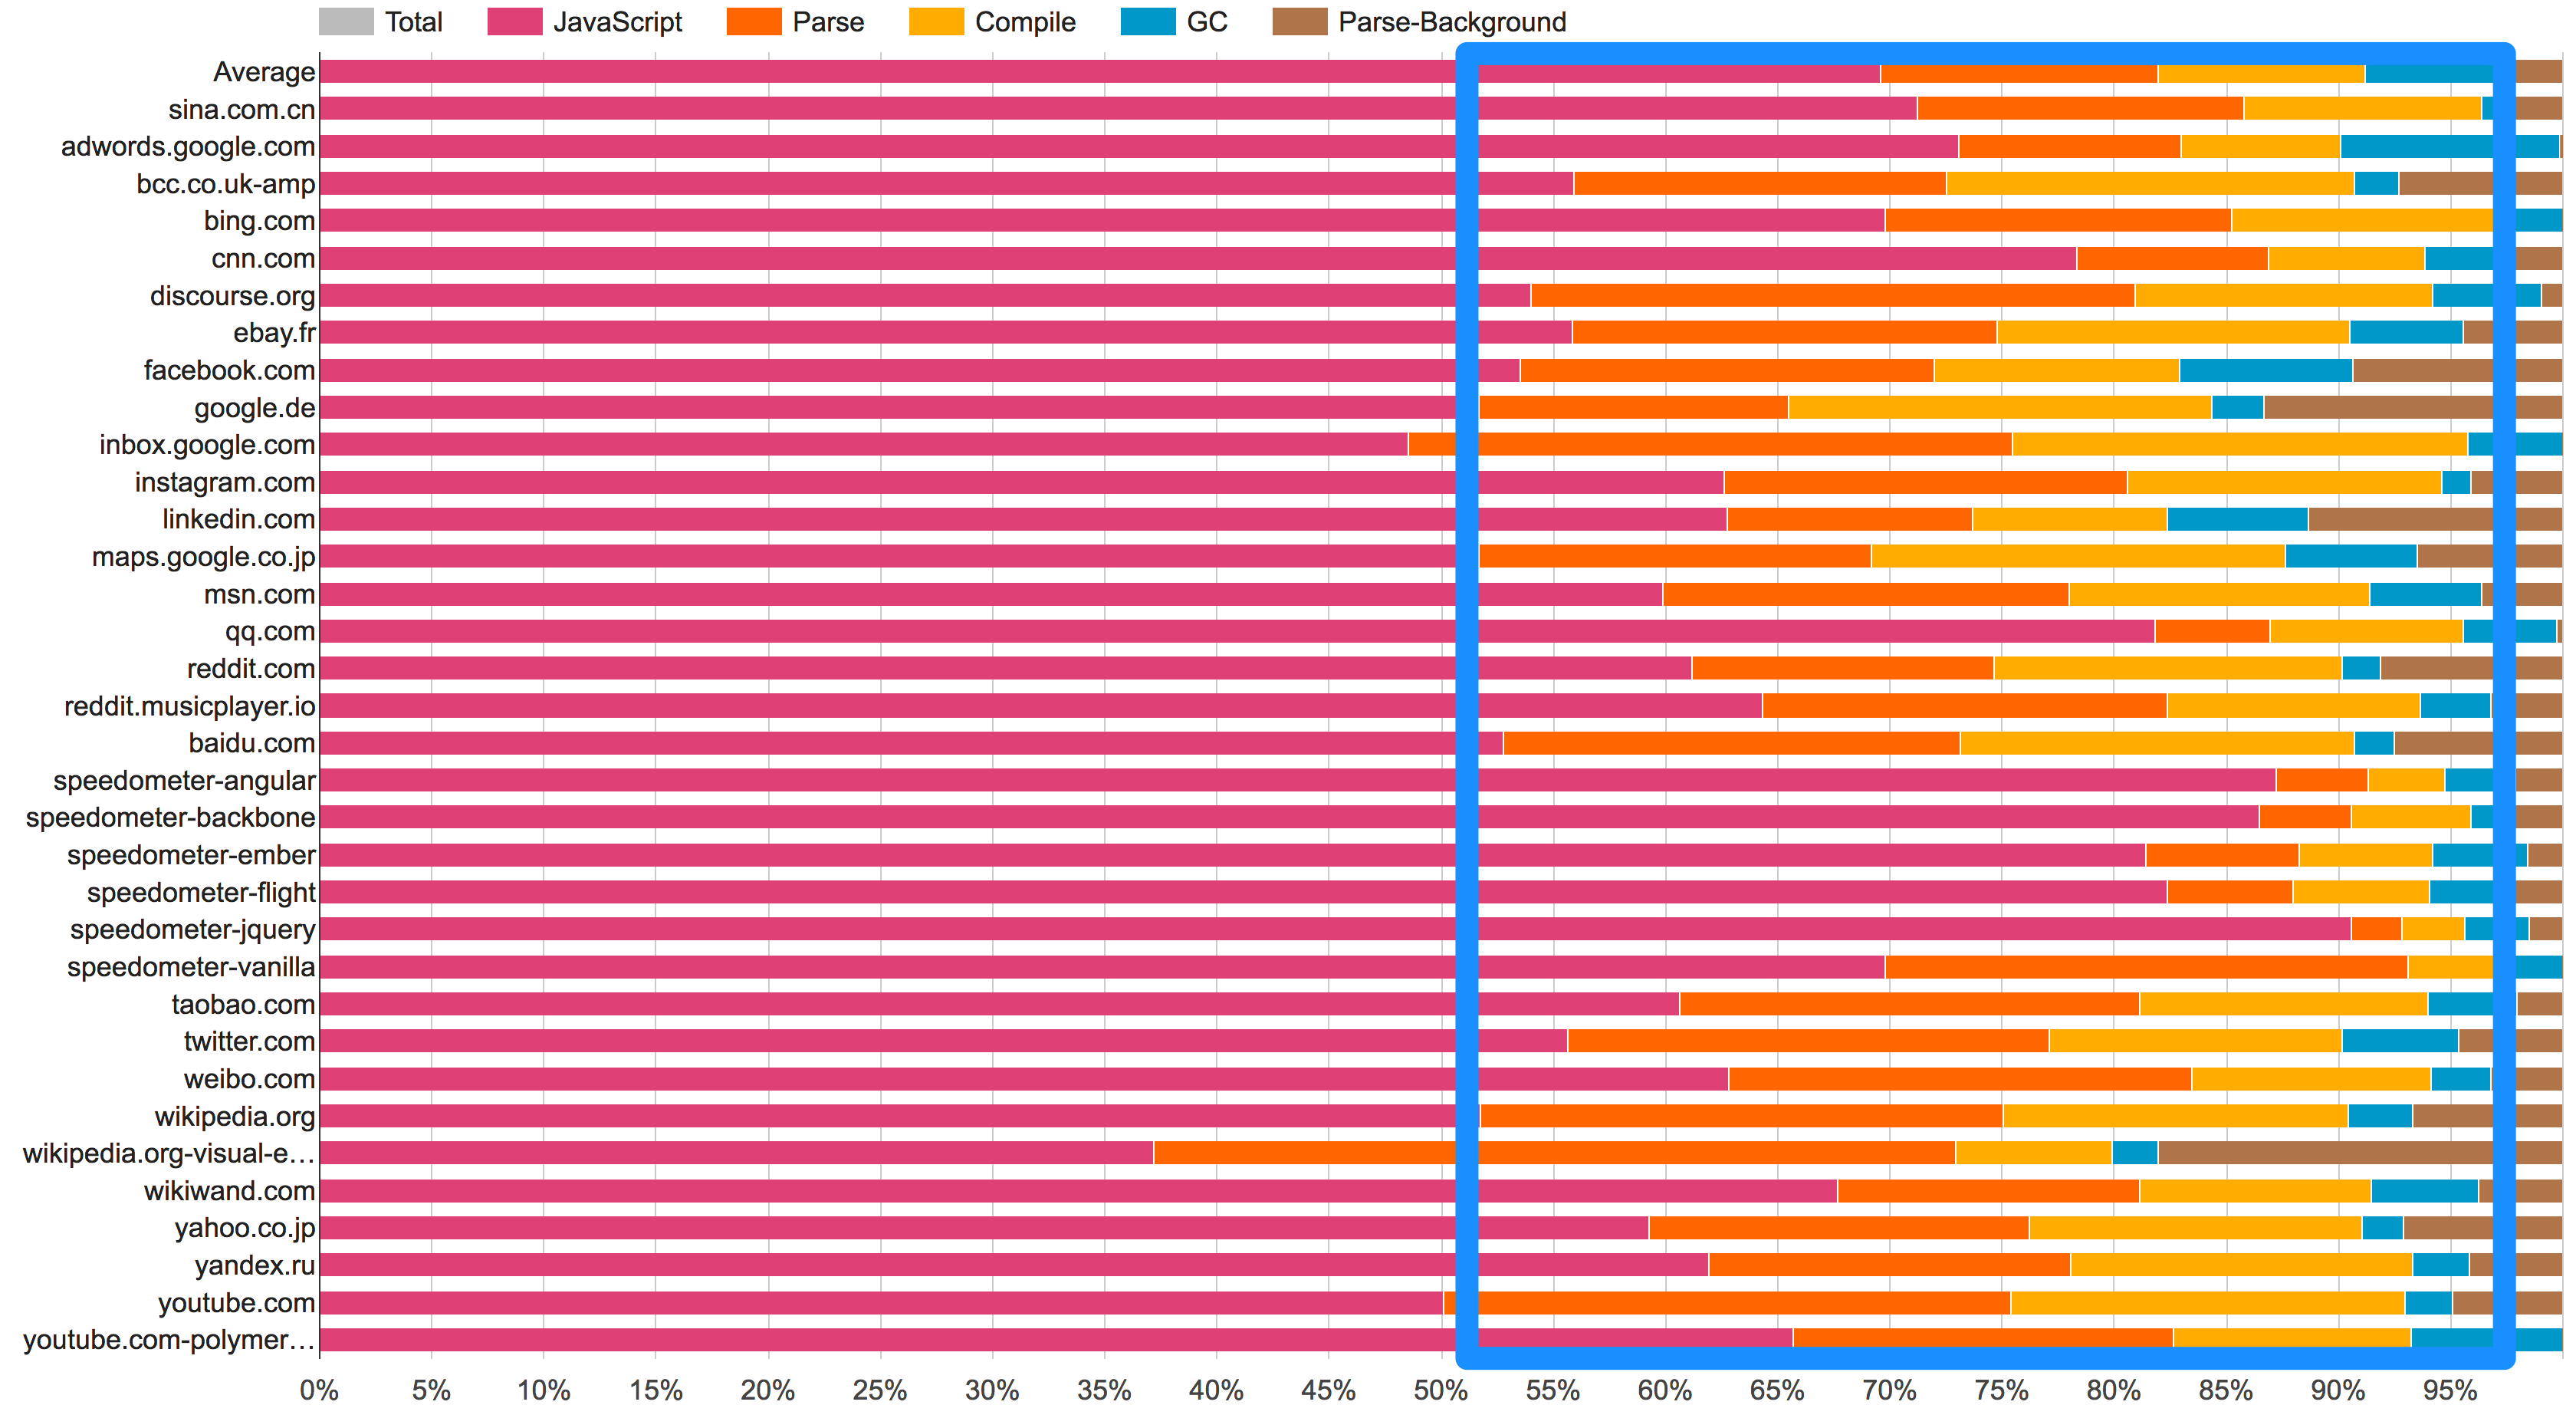 Total JavaScript Parse Compile GC Parse-Background
Average
sina.com.cn
adwords.google.com
bcc.co.uk-amp
bing.com
cnn.com
discourse.org
ebay.fr
facebook.com
google.de
inbox.google.com
instagram.com
linkedin.com
maps.google.co.jp
msn.com
qq.com
reddit.com
reddit.musicplayer.io
baidu.com
speedometer-angular
speedometer-backbone
speedometer-ember
speedometer-flight
speedometer-jquery
speedometer-vanilla
taobao.com
twitter.com
weibo.com
wikipedia.org
wikipedia.org-visual-e…
wikiwand.com
yahoo.co.jp
yandex.ru
youtube.com
youtube.com-polymer…
0% 5% 10% 15% 20% 25% 30% 35% 40% 45% 50% 55% 60% 65% 70% 75% 80% 85% 90% 95%